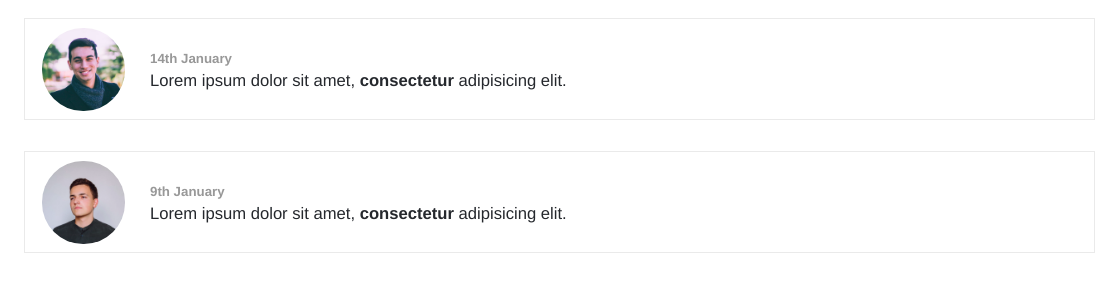 14th January
Lorem ipsum dolor sit amet, consectetur adipisicing elit.
9th January
Lorem ipsum dolor sit amet, consectetur adipisicing elit.